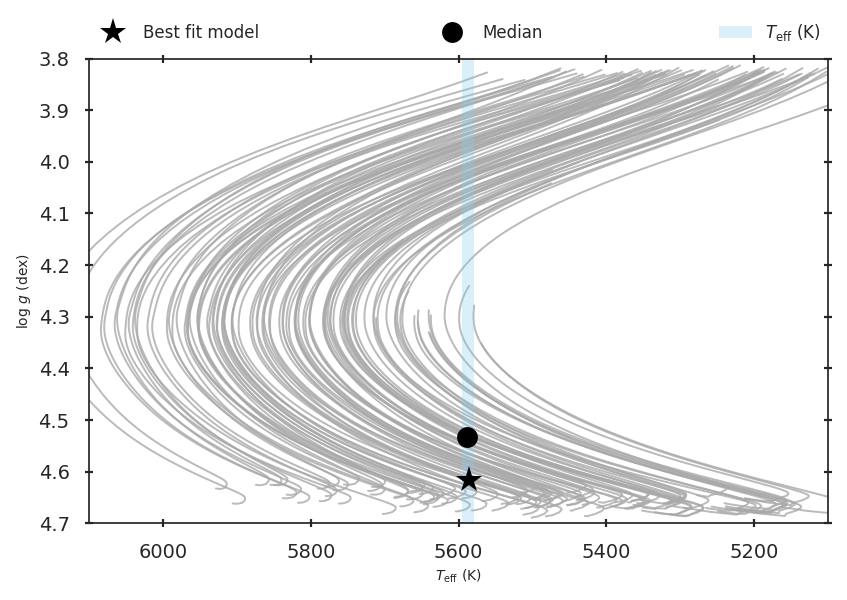 Best fit model Median T_eff (K)
3.8
3.9
4.0
4.1
4.2
4.3
4.4
4.5
4.6
4.7
log g (dex)
6000 5800 5600 5400 5200
T_eff (K)